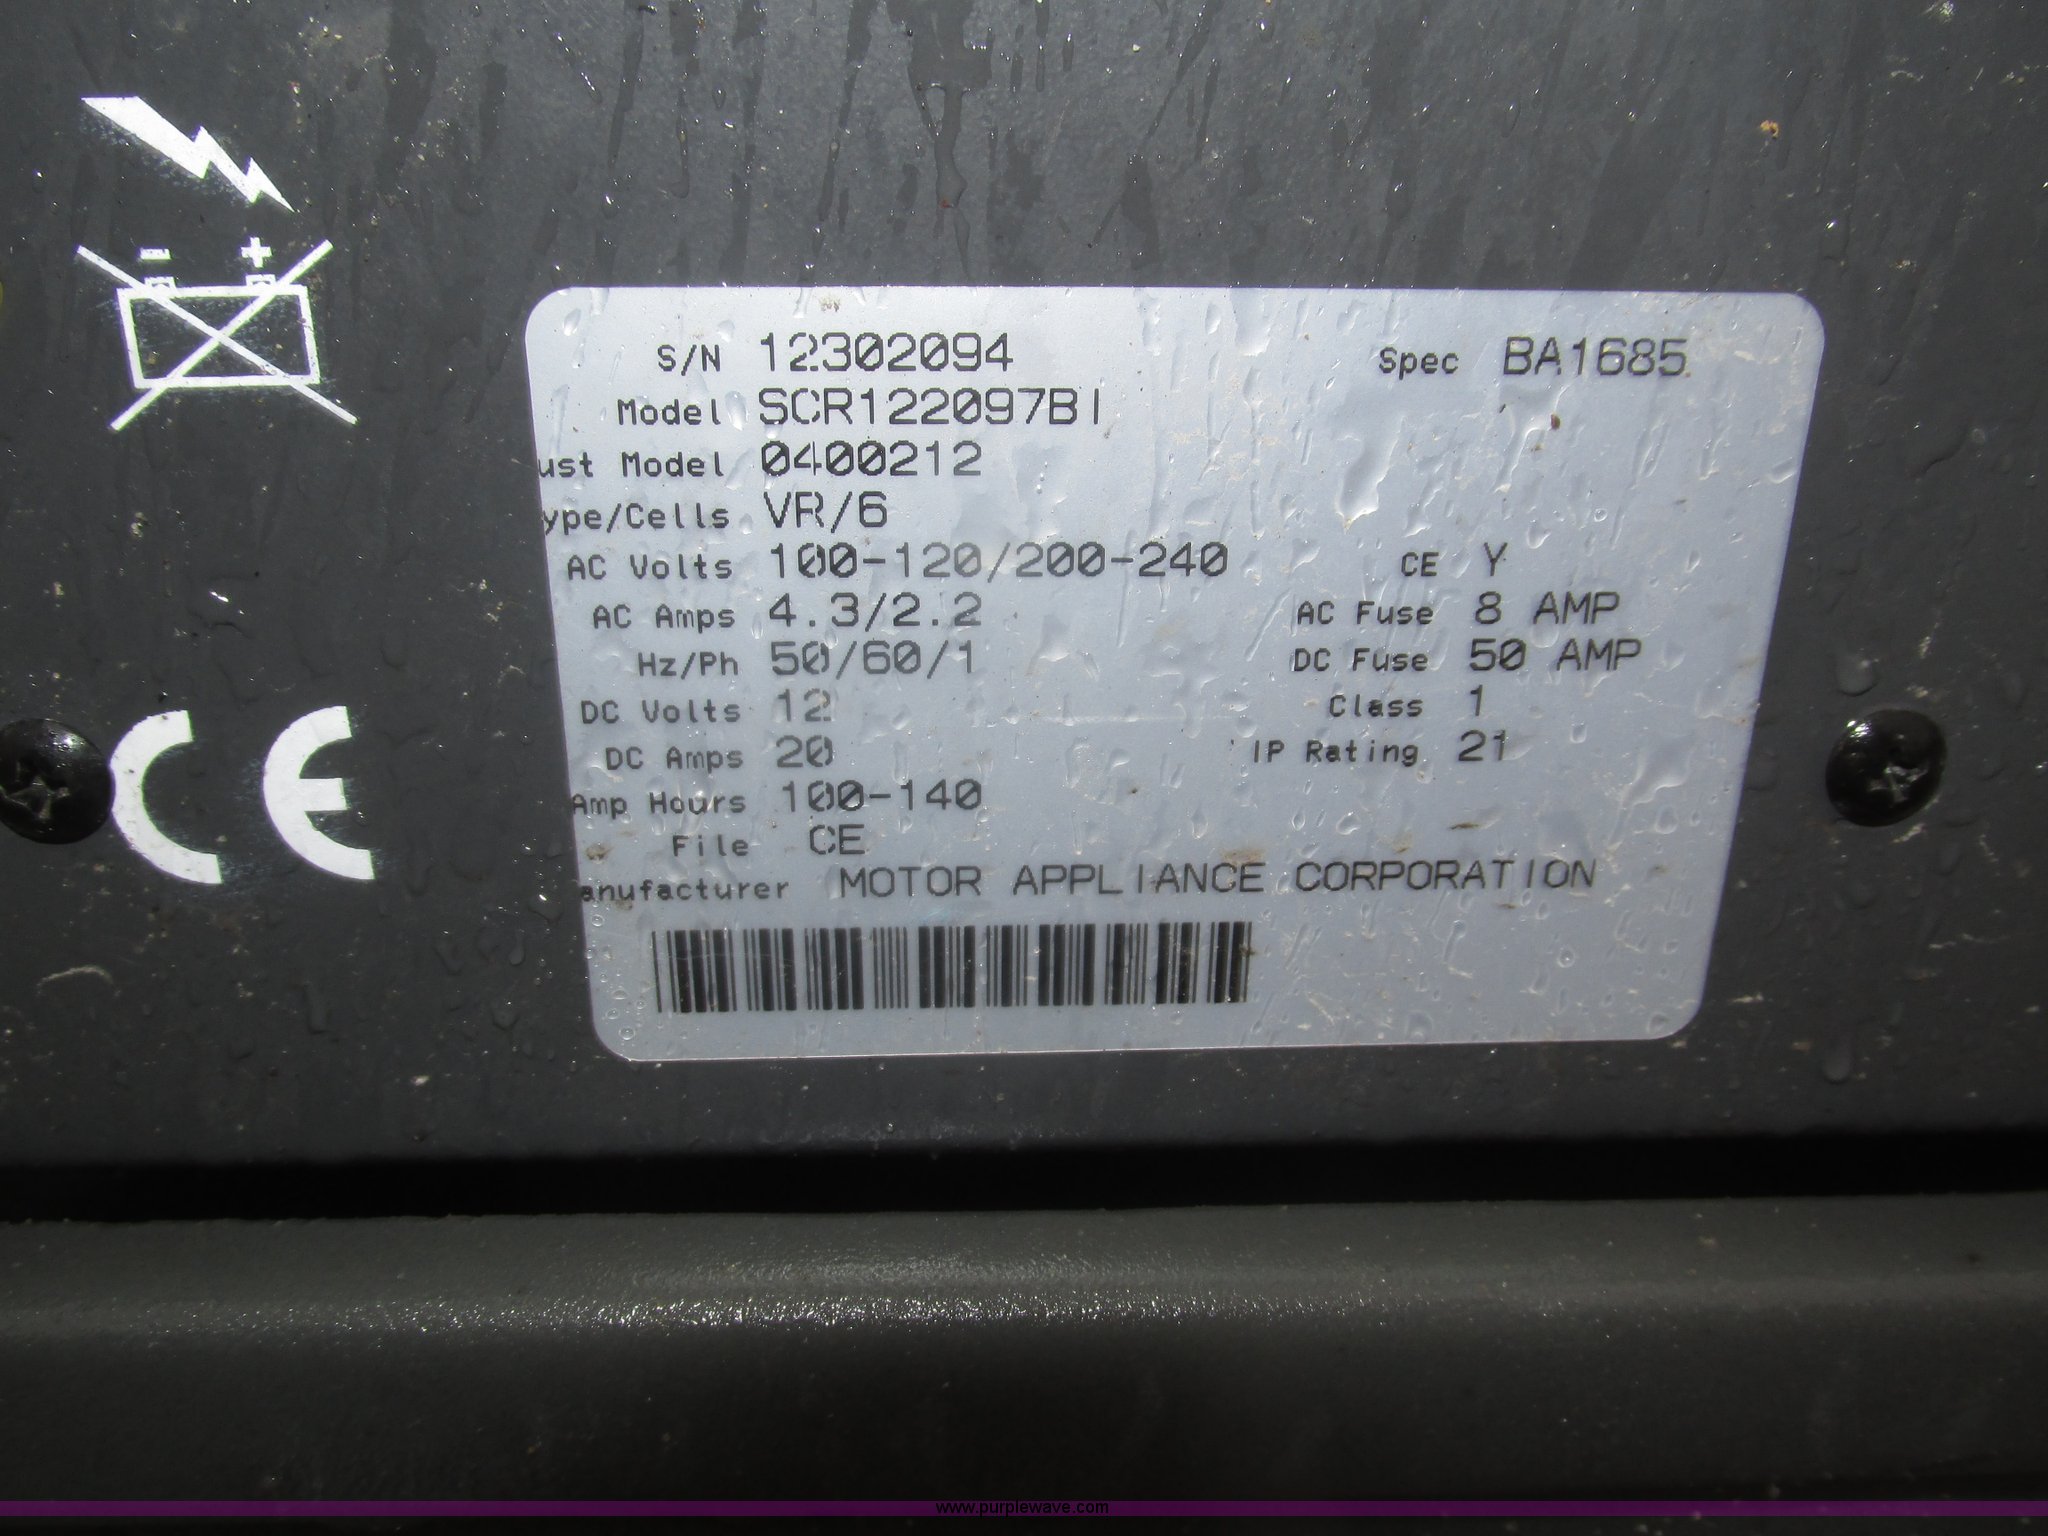 S/N 12302094 Spec BA1685
Model SCR122097BI
ust Model 0400212
ype/Cells VR/6
AC Volts 100-120/200-240 CE Y
AC Amps 4.3/2.2 AC Fuse 8 AMP
Hz/Ph 50/60/1 DC Fuse 50 AMP
DC Volts 12 Class 1
DC Amps 20 IP Rating 21
Amp Hours 100-140
File CE
anufacturer MOTOR APPLIANCE CORPORATION
- +
CE
www.purplewave.com